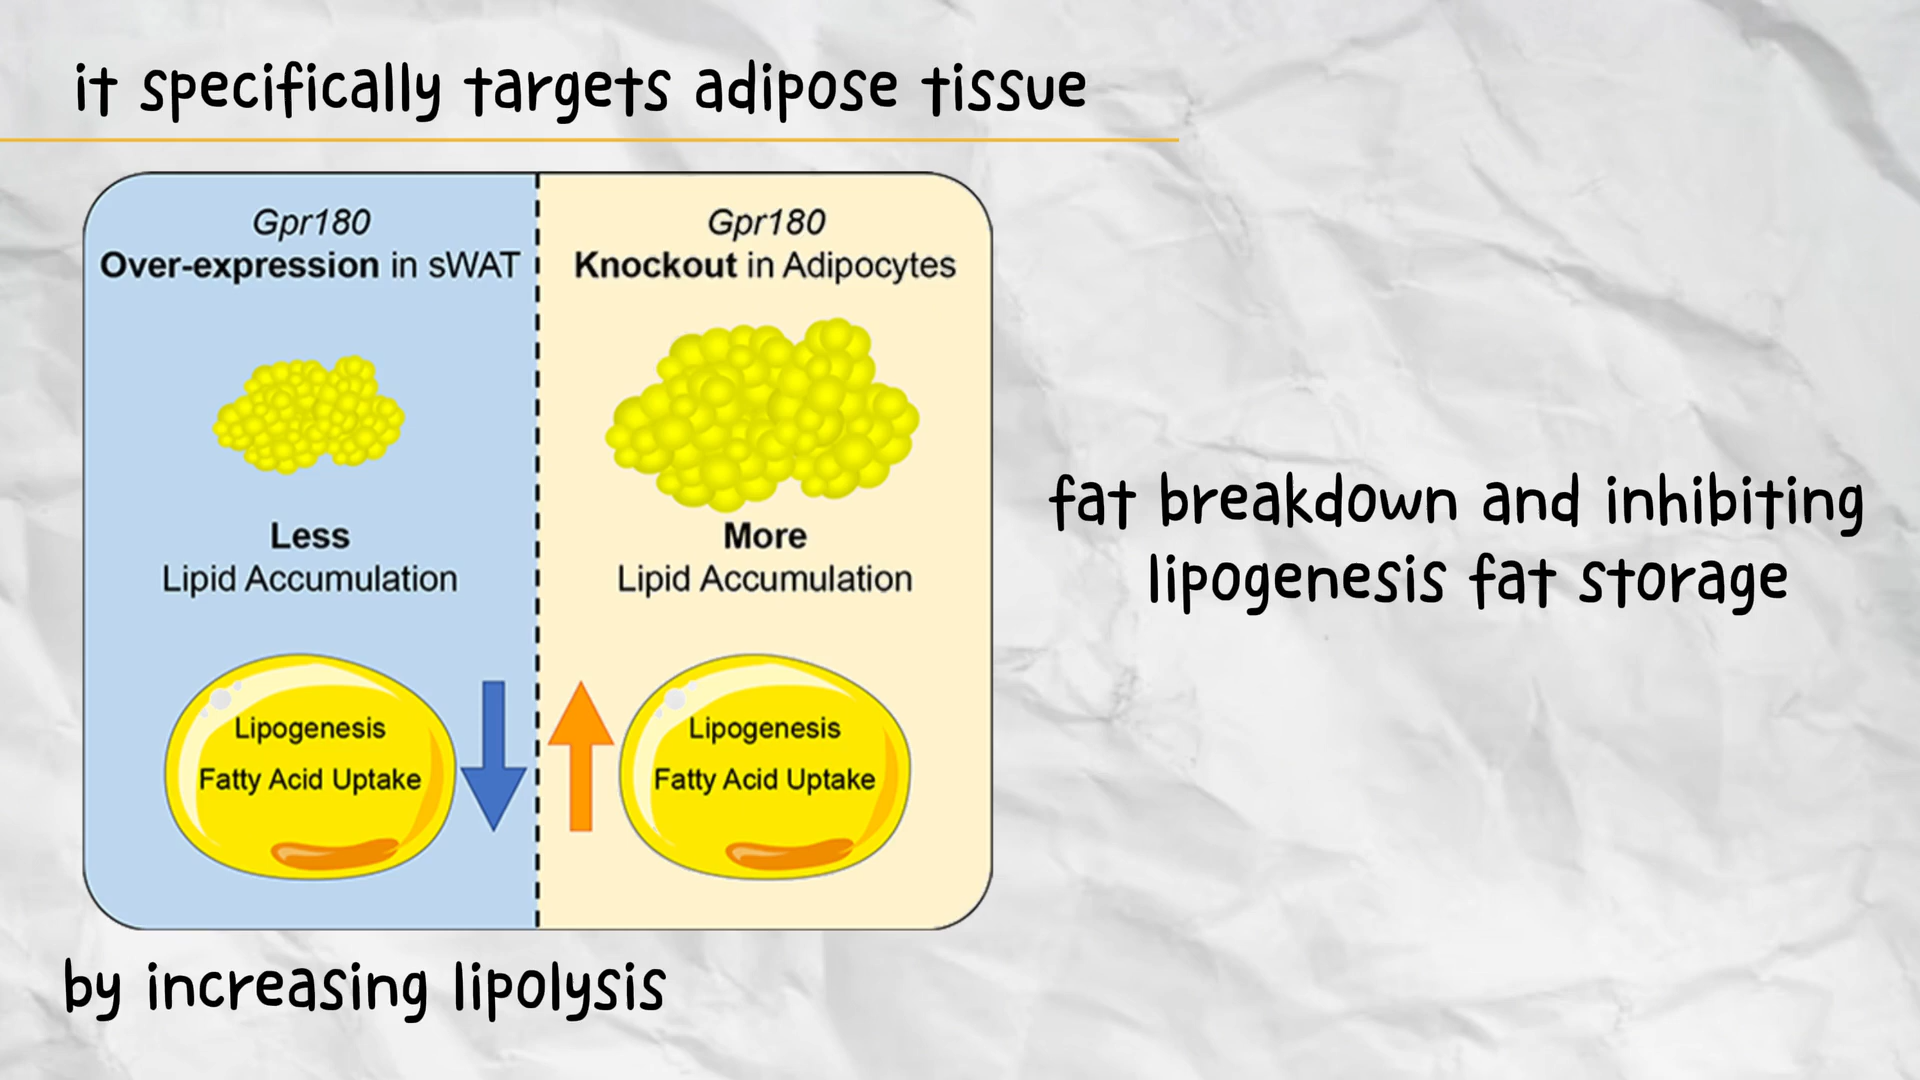 it specifically targets adipose tissue
Gpr180
Over-expression in sWAT
Less
Lipid Accumulation
Lipogenesis
Fatty Acid Uptake
Gpr180
Knockout in Adipocytes
More
Lipid Accumulation
Lipogenesis
Fatty Acid Uptake
fat breakdown and inhibiting
lipogenesis fat storage
by increasing lipolysis